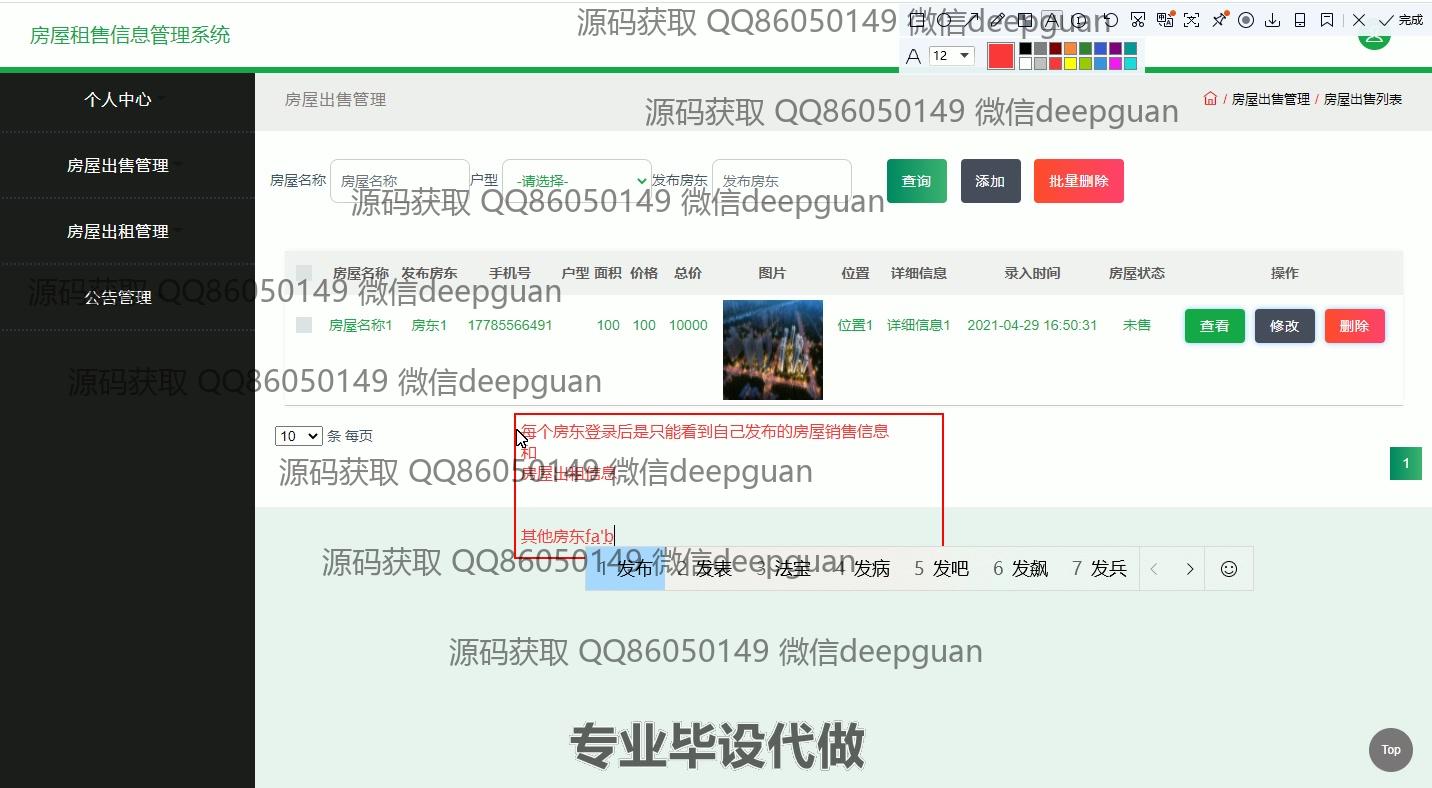 源码获取 QQ86050149 微信deepguan
房屋租售信息管理系统
完成
A 12
个人中心
房屋出售管理
房屋出租管理
公告管理
房屋出售管理
/ 房屋出售管理 / 房屋出售列表
源码获取 QQ86050149 微信deepguan
房屋名称 房屋名称 户型 -请选择- 发布房东 发布房东 查询 添加 批量删除
源码获取 QQ86050149 微信deepguan
房屋名称 发布房东 手机号 户型 面积 价格 总价 图片 位置 详细信息 录入时间 房屋状态 操作
源码获取 QQ86050149 微信deepguan
房屋名称1 房东1 17785566491 100 100 10000 位置1 详细信息1 2021-04-29 16:50:31 未售 查看 修改 删除
源码获取 QQ86050149 微信deepguan
10 条 每页
每个房东登录后是只能看到自己发布的房屋销售信息
和
房屋出租信息
源码获取 QQ86050149 微信deepguan
1
其他房东fa'b
源码获取 QQ86050149 微信deepguan
1 发布 2 发表 3 法宝 4 发病 5 发吧 6 发飙 7 发兵
源码获取 QQ86050149 微信deepguan
专业毕设代做
Top